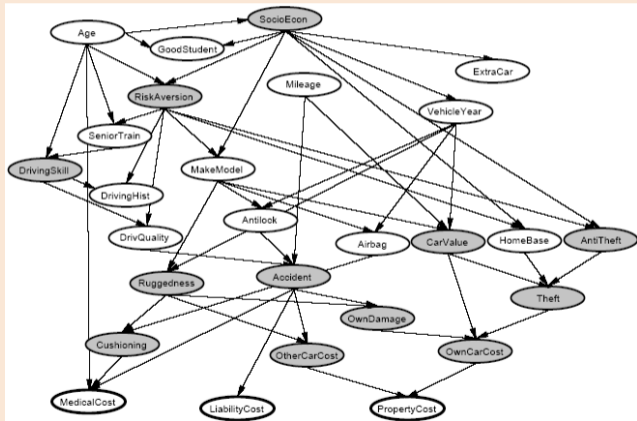 SocioEcon
Age
GoodStudent
ExtraCar
Mileage
RiskAversion
VehicleYear
SeniorTrain
DrivingSkill
MakeModel
DrivingHist
Antilock
DrivQuality
Airbag
CarValue
HomeBase
AntiTheft
Ruggedness
Accident
Theft
OwnDamage
Cushioning
OtherCarCost
OwnCarCost
MedicalCost
LiabilityCost
PropertyCost